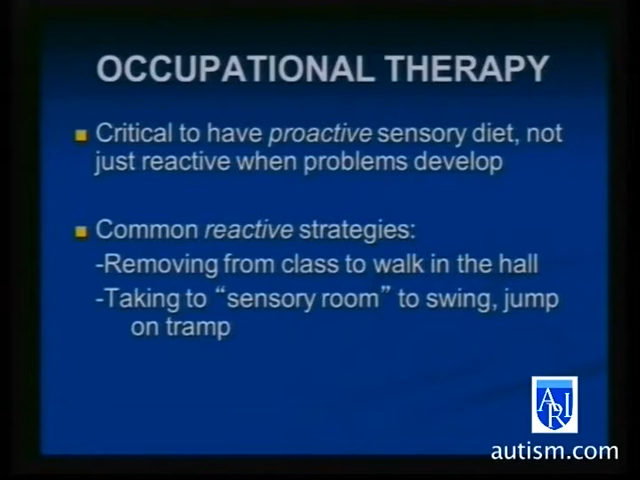 OCCUPATIONAL THERAPY
Critical to have proactive sensory diet, not
just reactive when problems develop
Common reactive strategies:
-Removing from class to walk in the hall
-Taking to “sensory room” to swing, jump
on tramp
ARI
autism.com